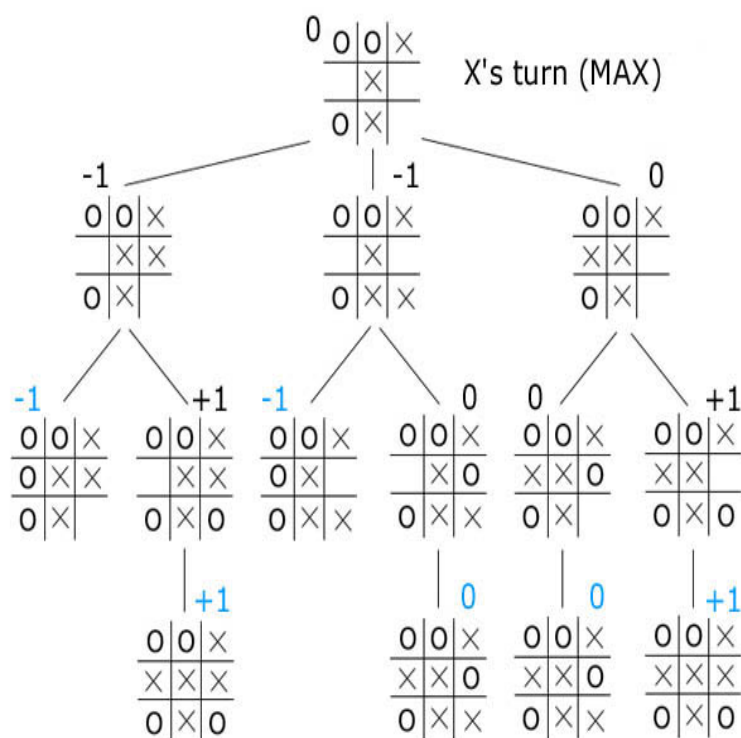 0
O O X
X
O X
X's turn (MAX)
-1
-1
0
O O X
X X
O X
O O X
X
O X X
O O X
X X
O X
-1
+1
-1
0
0
+1
O O X
O X X
O X
O O X
X X
O X O
O O X
O X
O X X
O O X
X O
O X X
O O X
X X O
O X
O O X
X X
O X O
+1
0
0
+1
O O X
X X X
O X O
O O X
X X O
O X X
O O X
X X O
O X X
O O X
X X X
O X O